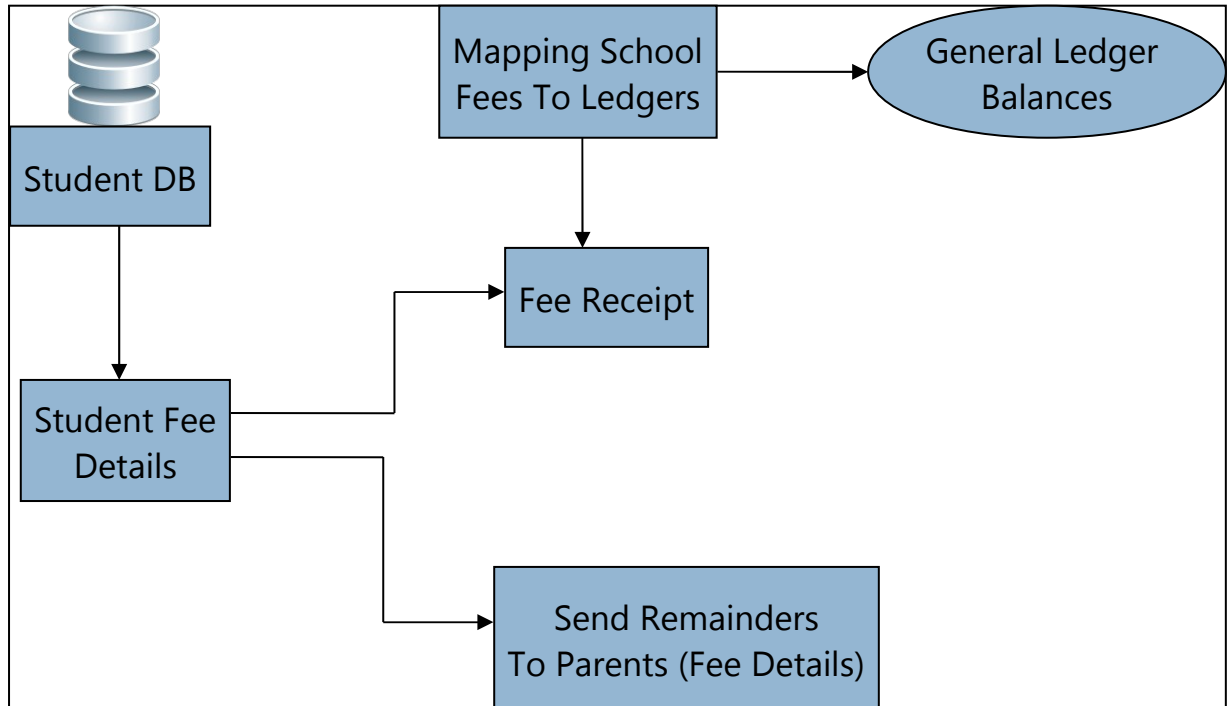 Mapping School
Fees To Ledgers
General Ledger
Balances
Student DB
Fee Receipt
Student Fee
Details
Send Remainders
To Parents (Fee Details)